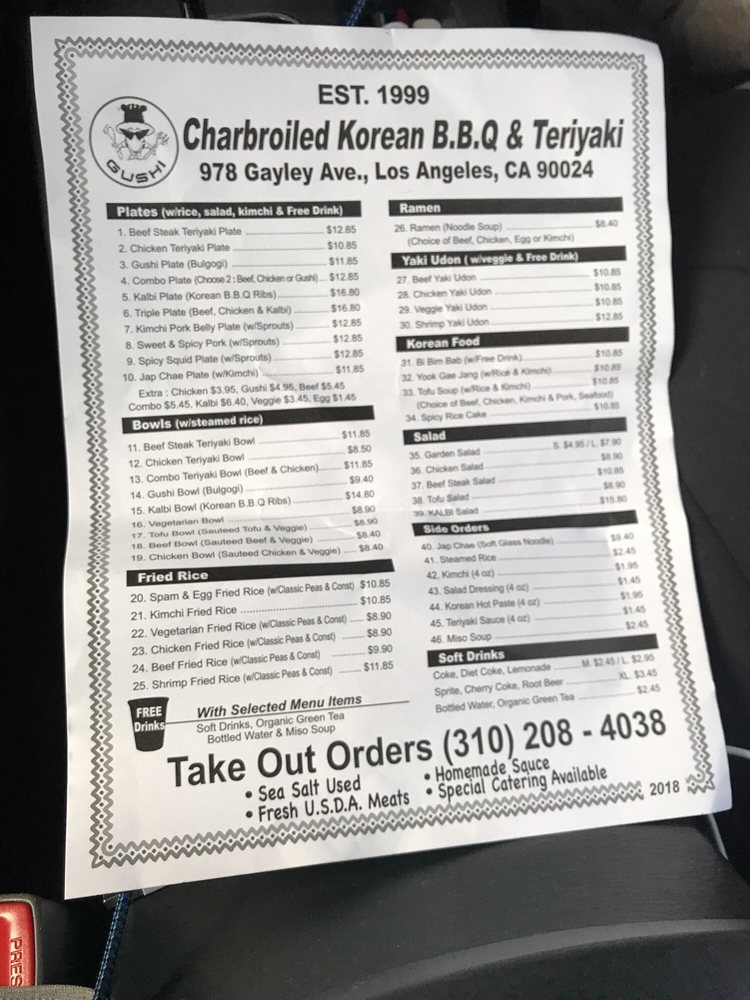 EST. 1999
GUSHI
Charbroiled Korean B.B.Q & Teriyaki
978 Gayley Ave., Los Angeles, CA 90024
Plates (w/rice, salad, kimchi & Free Drink)
1. Beef Steak Teriyaki Plate $12.85
2. Chicken Teriyaki Plate $10.85
3. Gushi Plate (Bulgogi) $11.85
4. Combo Plate (Choose 2 : Beef, Chicken or Gushi) $12.85
5. Kalbi Plate (Korean B.B.Q Ribs) $16.80
6. Triple Plate (Beef, Chicken & Kalbi) $16.80
7. Kimchi Pork Belly Plate (w/Sprouts) $12.85
8. Sweet & Spicy Pork (w/Sprouts) $12.85
9. Spicy Squid Plate (w/Sprouts) $12.85
10. Jap Chae Plate (w/Kimchi) $11.85
Extra : Chicken $3.95, Gushi $4.95, Beef $5.45
Combo $5.45, Kalbi $6.40, Veggie $3.45, Egg $1.45
Bowls (w/steamed rice)
11. Beef Steak Teriyaki Bowl $11.85
12. Chicken Teriyaki Bowl $8.50
13. Combo Teriyaki Bowl (Beef & Chicken) $11.85
14. Gushi Bowl (Bulgogi) $9.40
15. Kalbi Bowl (Korean B.B.Q Ribs) $14.80
16. Vegetarian Bowl $8.90
17. Tofu Bowl (Sauteed Tofu & Veggie) $8.90
18. Beef Bowl (Sauteed Beef & Veggie) $8.40
19. Chicken Bowl (Sauteed Chicken & Veggie) $8.40
Fried Rice
20. Spam & Egg Fried Rice (w/Classic Peas & Const) $10.85
21. Kimchi Fried Rice $10.85
22. Vegetarian Fried Rice (w/Classic Peas & Const) $8.90
23. Chicken Fried Rice (w/Classic Peas & Const) $8.90
24. Beef Fried Rice (w/Classic Peas & Const) $9.90
25. Shrimp Fried Rice (w/Classic Peas & Const) $11.85
Ramen
26. Ramen (Noodle Soup) $8.40
(Choice of Beef, Chicken, Egg or Kimchi)
Yaki Udon ( w/veggie & Free Drink)
27. Beef Yaki Udon $10.85
28. Chicken Yaki Udon $10.85
29. Veggie Yaki Udon $10.85
30. Shrimp Yaki Udon $12.85
Korean Food
31. Bi Bim Bab (w/Free Drink) $10.85
32. Yook Gae Jang (w/Rice & Kimchi) $10.85
33. Tofu Soup (w/Rice & Kimchi) $10.85
(Choice of Beef, Chicken, Kimchi & Pork, Seafood)
34. Spicy Rice Cake $10.85
Salad
35. Garden Salad S. $4.95 / L. $7.90
36. Chicken Salad $8.90
37. Beef Steak Salad $10.85
38. Tofu Salad $8.90
39. KALBI Salad $15.80
Side Orders
40. Jap Chae (Soft Glass Noodle) $9.40
41. Steamed Rice $2.45
42. Kimchi (4 oz) $1.95
43. Salad Dressing (4 oz) $1.45
44. Korean Hot Paste (4 oz) $1.95
45. Teriyaki Sauce (4 oz) $1.45
46. Miso Soup $2.45
Soft Drinks
Coke, Diet Coke, Lemonade M. $2.45 / L. $2.95
Sprite, Cherry Coke, Root Beer XL. $3.45
Bottled Water, Organic Green Tea $2.45
FREE
Drinks
With Selected Menu Items
Soft Drinks, Organic Green Tea
Bottled Water & Miso Soup
Take Out Orders (310) 208 - 4038
• Sea Salt Used
• Fresh U.S.D.A. Meats
• Homemade Sauce
• Special Catering Available
2018
PRES